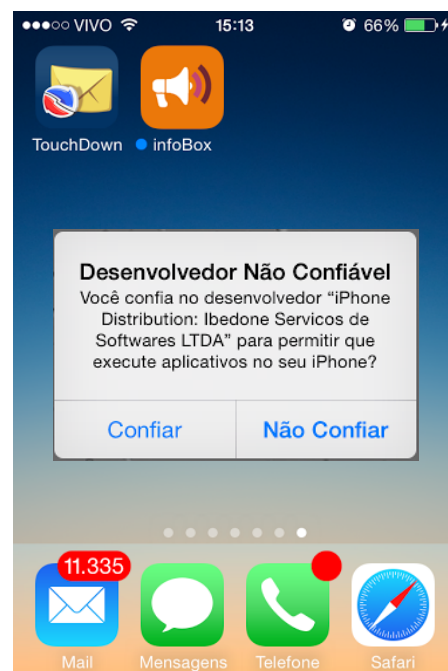 VIVO 15:13 66%
TouchDown infoBox
Desenvolvedor Não Confiável
Você confia no desenvolvedor “iPhone
Distribution: Ibedone Servicos de
Softwares LTDA” para permitir que
execute aplicativos no seu iPhone?
Confiar Não Confiar
11.335
Mail Mensagens Telefone Safari